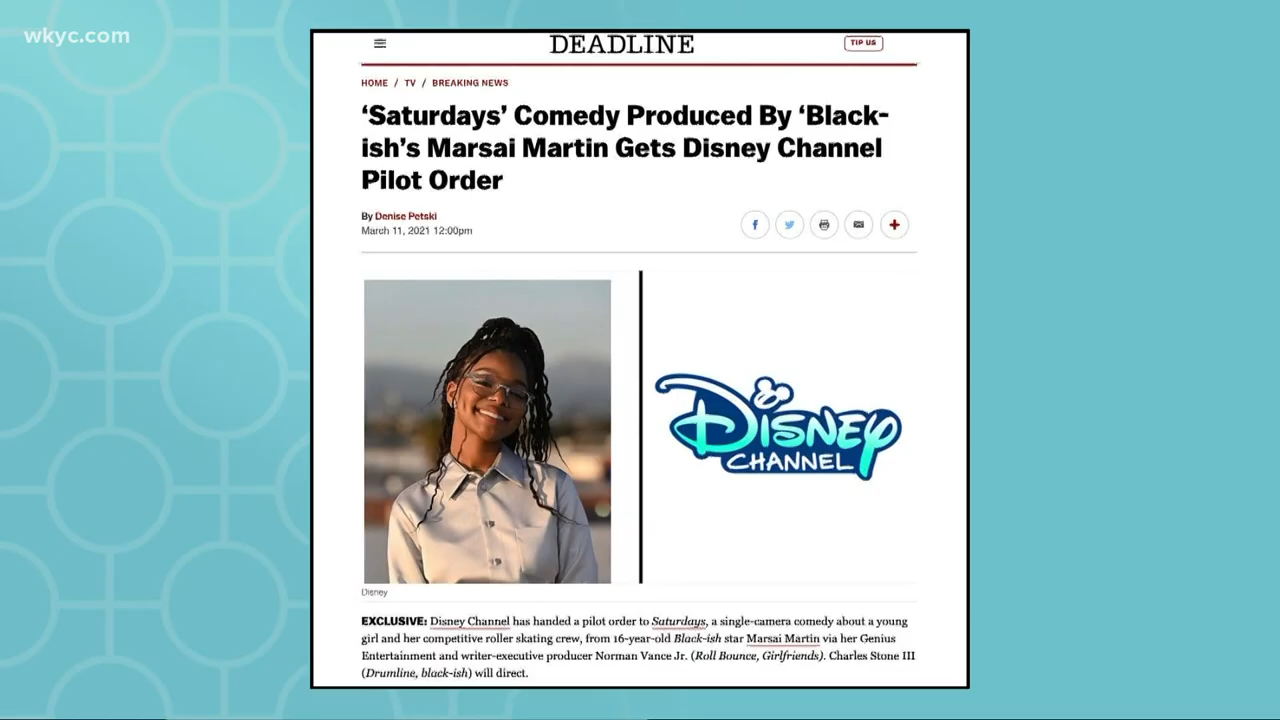 wkyc.com
DEADLINE
TIP US
HOME / TV / BREAKING NEWS
‘Saturdays’ Comedy Produced By ‘Black-
ish’s Marsai Martin Gets Disney Channel
Pilot Order
By Denise Petski
March 11, 2021 12:00pm
DISNEY
CHANNEL
Disney
EXCLUSIVE: Disney Channel has handed a pilot order to Saturdays, a single-camera comedy about a young
girl and her competitive roller skating crew, from 16-year-old Black-ish star Marsai Martin via her Genius
Entertainment and writer-executive producer Norman Vance Jr. (Roll Bounce, Girlfriends). Charles Stone III
(Drumline, black-ish) will direct.